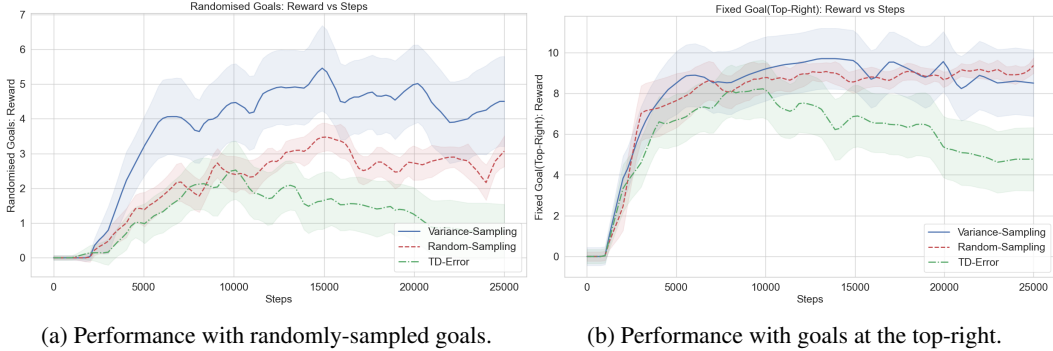 Randomised Goals: Reward vs Steps
Randomised Goals: Reward
7
6
5
4
3
2
1
0
0
5000
10000
15000
20000
25000
Steps
Variance-Sampling
Random-Sampling
TD-Error
(a) Performance with randomly-sampled goals.
Fixed Goal(Top-Right): Reward vs Steps
Fixed Goal(Top-Right): Reward
10
8
6
4
2
0
0
5000
10000
15000
20000
25000
Steps
Variance-Sampling
Random-Sampling
TD-Error
(b) Performance with goals at the top-right.